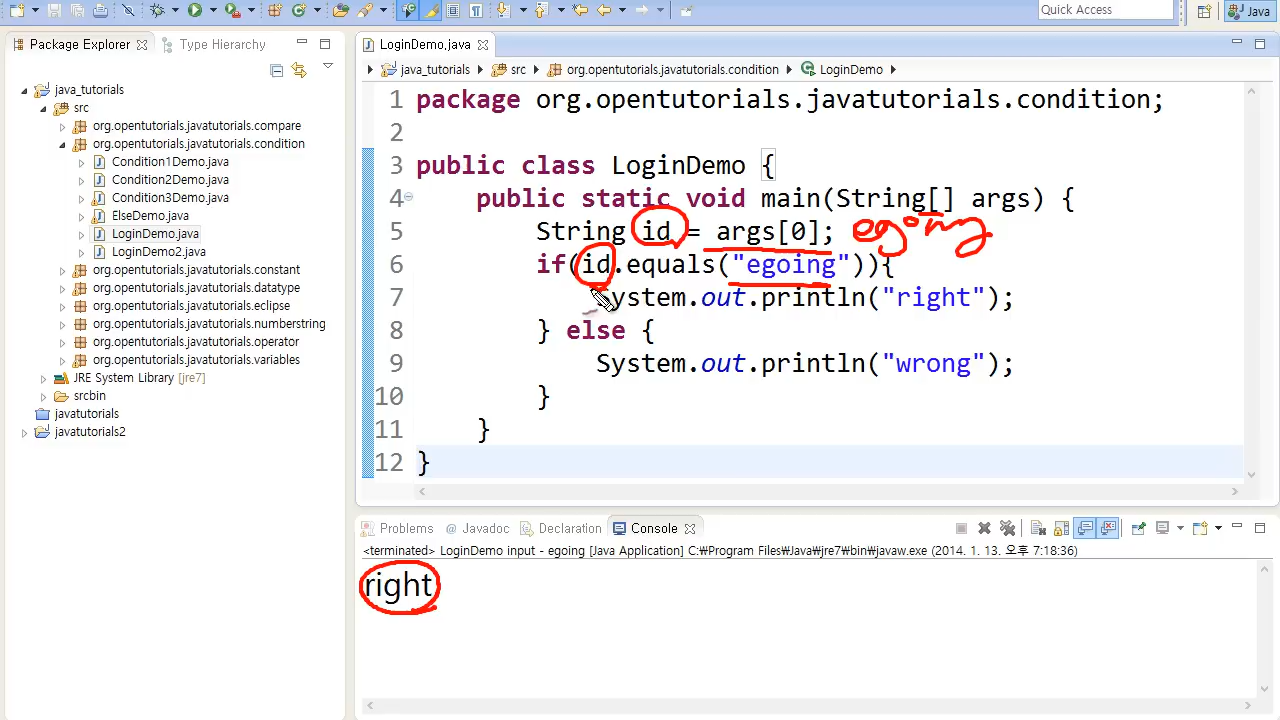 Quick Access
Java
Package Explorer
Type Hierarchy
java_tutorials
src
org.opentutorials.javatutorials.compare
org.opentutorials.javatutorials.condition
Condition1Demo.java
Condition2Demo.java
Condition3Demo.java
ElseDemo.java
LoginDemo.java
LoginDemo2.java
org.opentutorials.javatutorials.constant
org.opentutorials.javatutorials.datatype
org.opentutorials.javatutorials.eclipse
org.opentutorials.javatutorials.numberstring
org.opentutorials.javatutorials.operator
org.opentutorials.javatutorials.variables
JRE System Library [jre7]
srcbin
javatutorials
javatutorials2
LoginDemo.java
java_tutorials src org.opentutorials.javatutorials.condition LoginDemo
1 package org.opentutorials.javatutorials.condition;
2
3 public class LoginDemo {
4 public static void main(String[] args) {
5 String id = args[0]; egoing
6 if(id.equals("egoing")){
7 System.out.println("right");
8 } else {
9 System.out.println("wrong");
10 }
11 }
12 }
Problems @ Javadoc Declaration Console
<terminated> LoginDemo input - egoing [Java Application] C:₩Program Files₩Java₩jre7₩bin₩javaw.exe (2014. 1. 13. 오후 7:18:36)
right